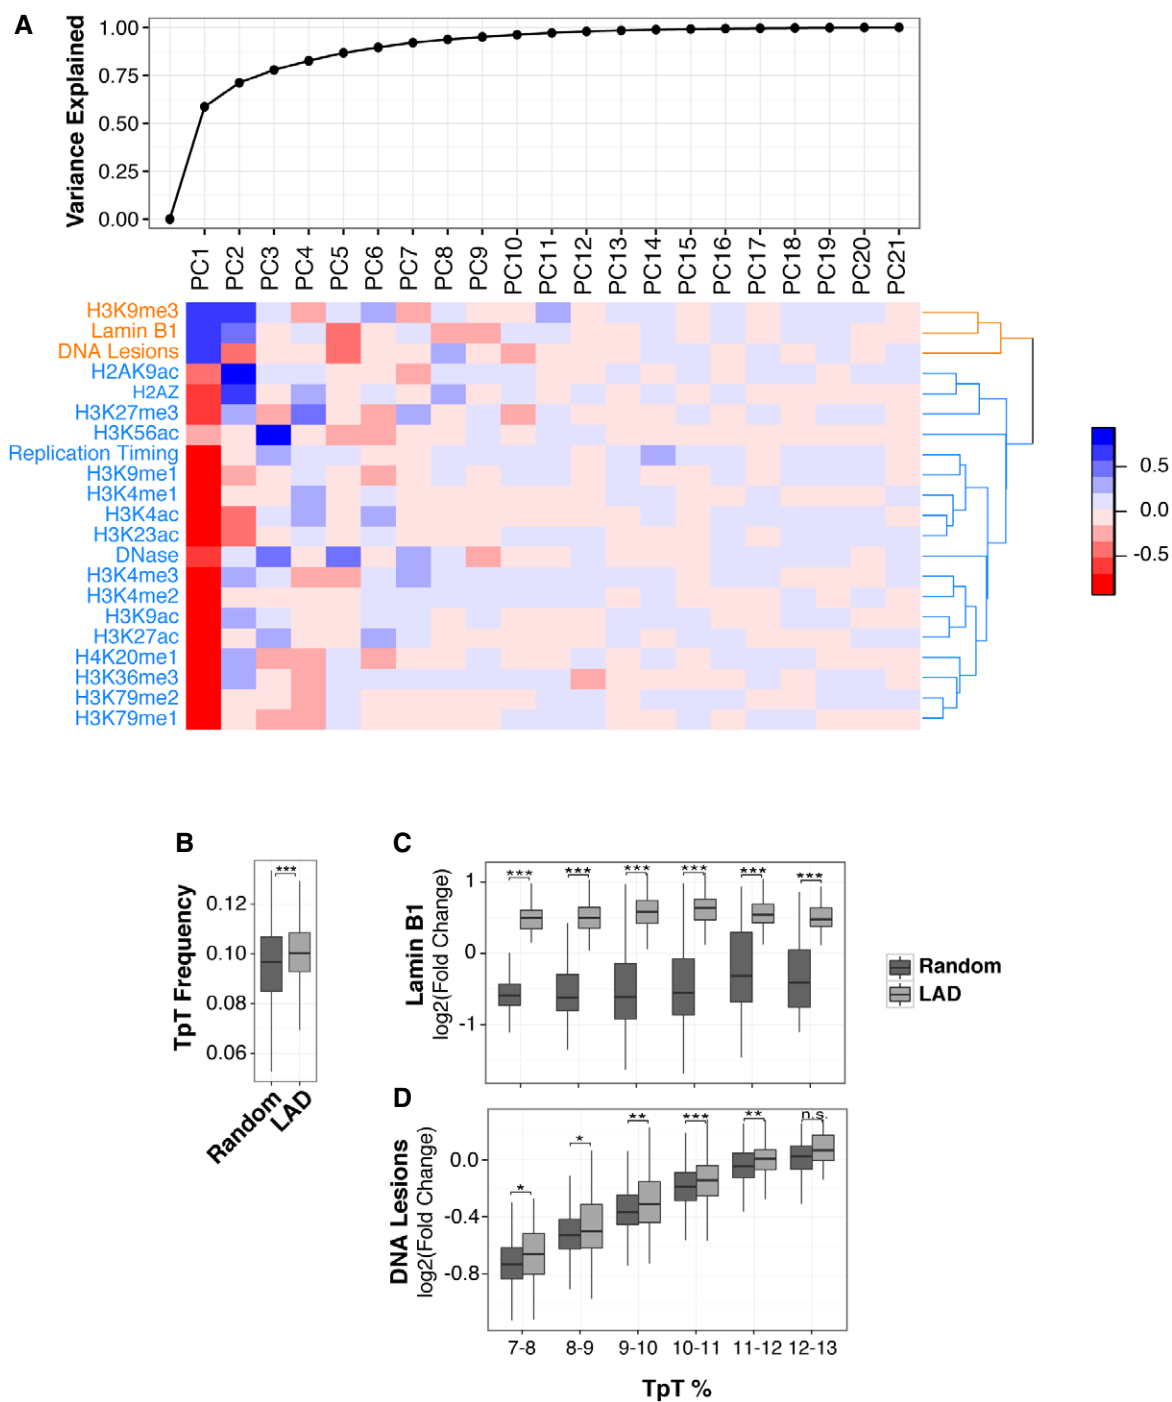 A
Variance Explained
1.00
0.75
0.50
0.25
0.00
PC1 PC2 PC3 PC4 PC5 PC6 PC7 PC8 PC9 PC10 PC11 PC12 PC13 PC14 PC15 PC16 PC17 PC18 PC19 PC20 PC21
H3K9me3
Lamin B1
DNA Lesions
H2AK9ac
H2AZ
H3K27me3
H3K56ac
Replication Timing
H3K9me1
H3K4me1
H3K4ac
H3K23ac
DNase
H3K4me3
H3K4me2
H3K9ac
H3K27ac
H4K20me1
H3K36me3
H3K79me2
H3K79me1
0.5
0.0
-0.5
B
TpT Frequency
0.12
0.10
0.08
0.06
***
Random
LAD
C
Lamin B1
log2(Fold Change)
1
0
-1
*** *** *** *** *** ***
Random
LAD
D
DNA Lesions
log2(Fold Change)
0.0
-0.4
-0.8
* * ** *** ** n.s.
7-8 8-9 9-10 10-11 11-12 12-13
TpT %